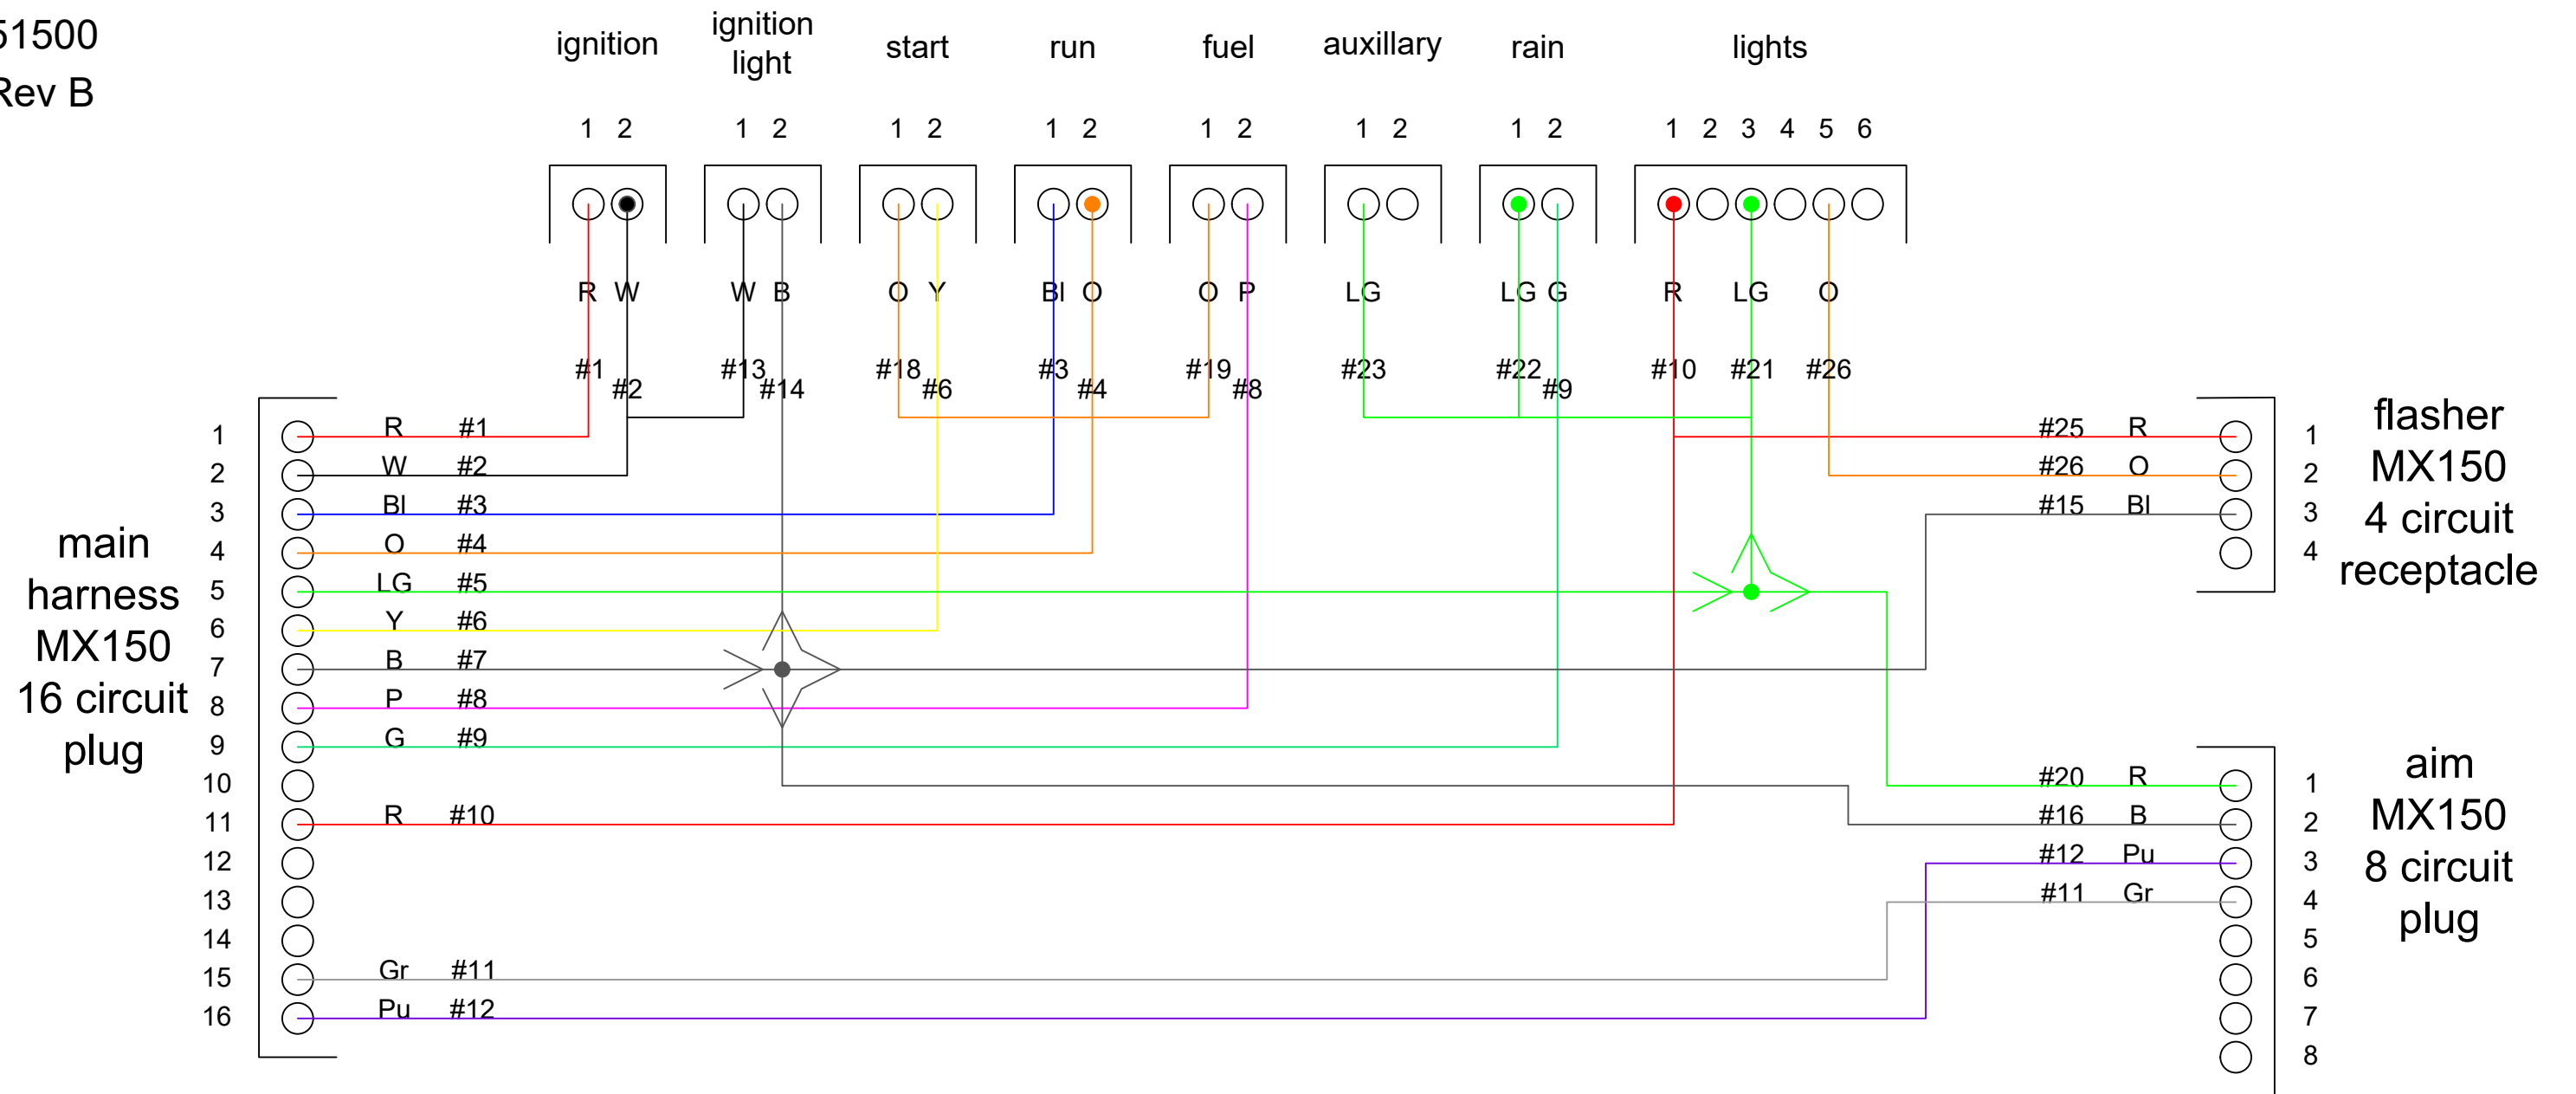 51500
Rev B
ignition
ignition
light
start
run
fuel
auxillary
rain
lights
1 2
1 2
1 2
1 2
1 2
1 2
1 2
1 2 3 4 5 6
R W
W B
O Y
Bl O
O P
LG
LG G
R LG O
#1
#2
#13
#14
#18
#6
#3
#4
#19
#8
#23
#22
#9
#10
#21
#26
main
harness
MX150
16 circuit
plug
1 R #1
2 W #2
3 Bl #3
4 O #4
5 LG #5
6 Y #6
7 B #7
8 P #8
9 G #9
10
11 R #10
12
13
14
15 Gr #11
16 Pu #12
#25 R 1
#26 O 2
#15 Bl 3
4
flasher
MX150
4 circuit
receptacle
#20 R 1
#16 B 2
#12 Pu 3
#11 Gr 4
5
6
7
8
aim
MX150
8 circuit
plug